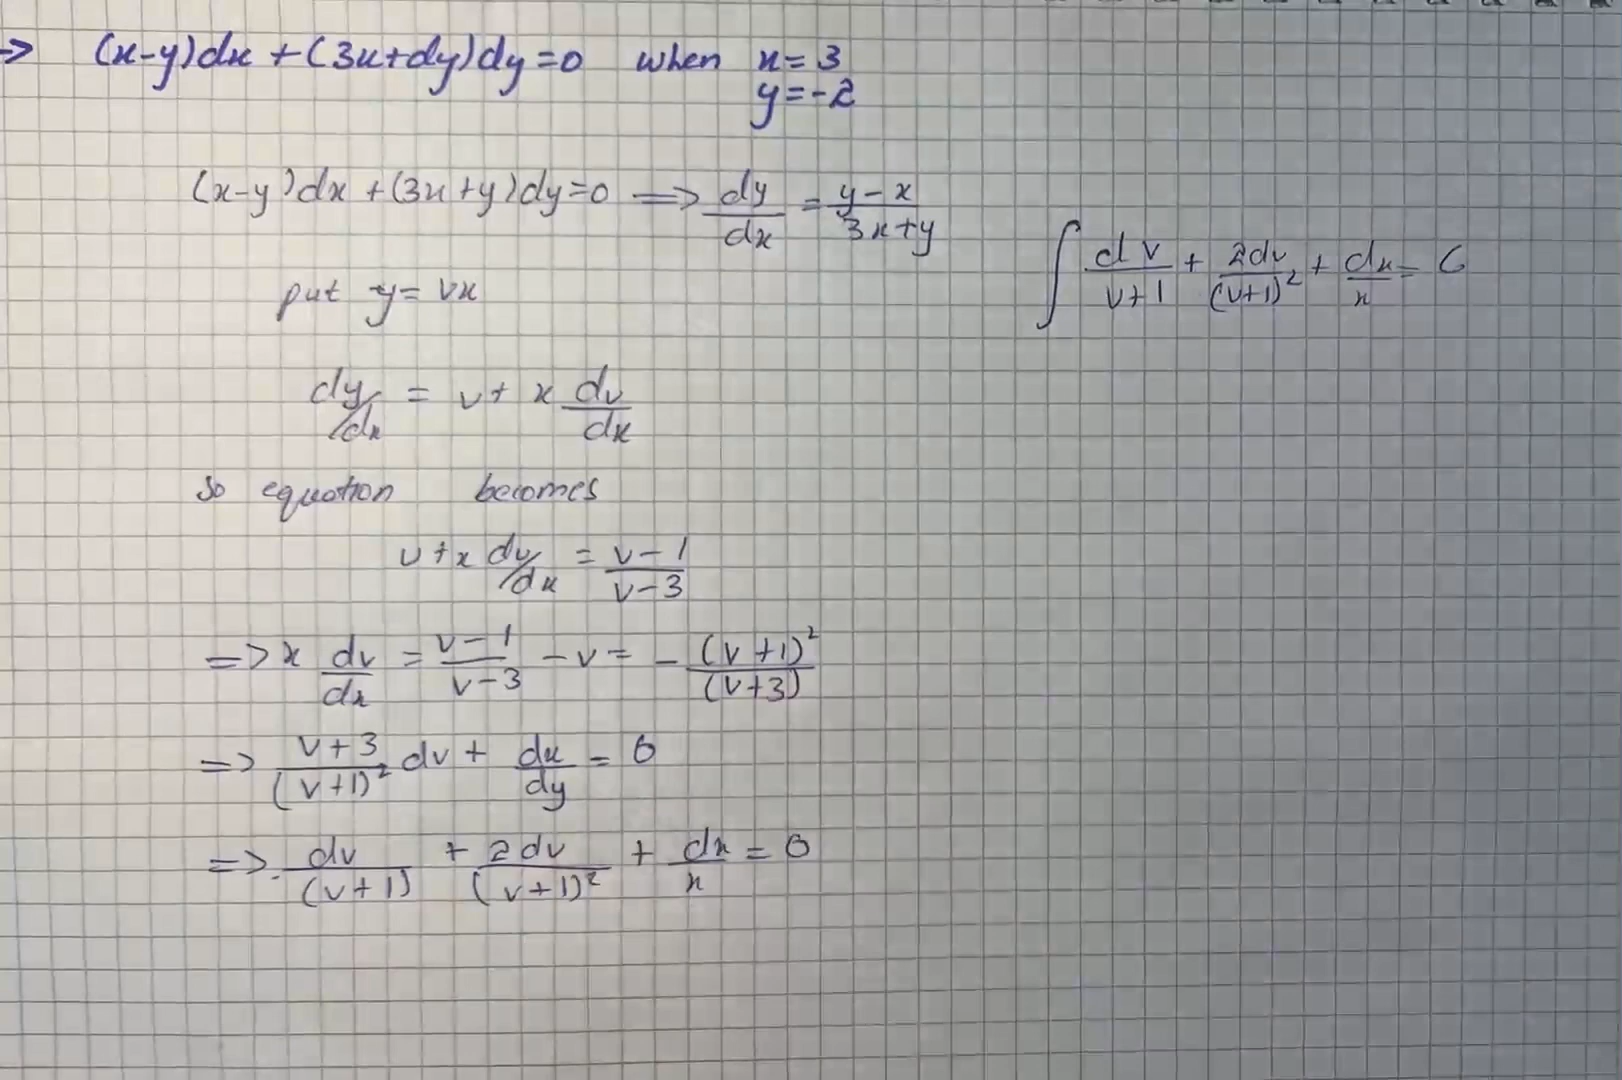 → (x-y)dx + (3x+dy)dy = 0 when x = 3
y = -2
(x-y)dx + (3x+y)dy = 0 ⟹ dy/dx = (y-x)/(3x+y)
put y = vx
dy/dx = v + x dv/dx
so equation becomes
v + x dv/dx = (v-1)/(v-3)
⟹ x dv/dx = (v-1)/(v-3) - v = - (v+1)²/(v+3)
⟹ (v+3)/(v+1)² dv + dx/dy = 0
⟹ dv/(v+1) + 2dv/(v+1)² + dx/x = 0
∫ dv/(v+1) + 2dv/(v+1)² + dx/x = C